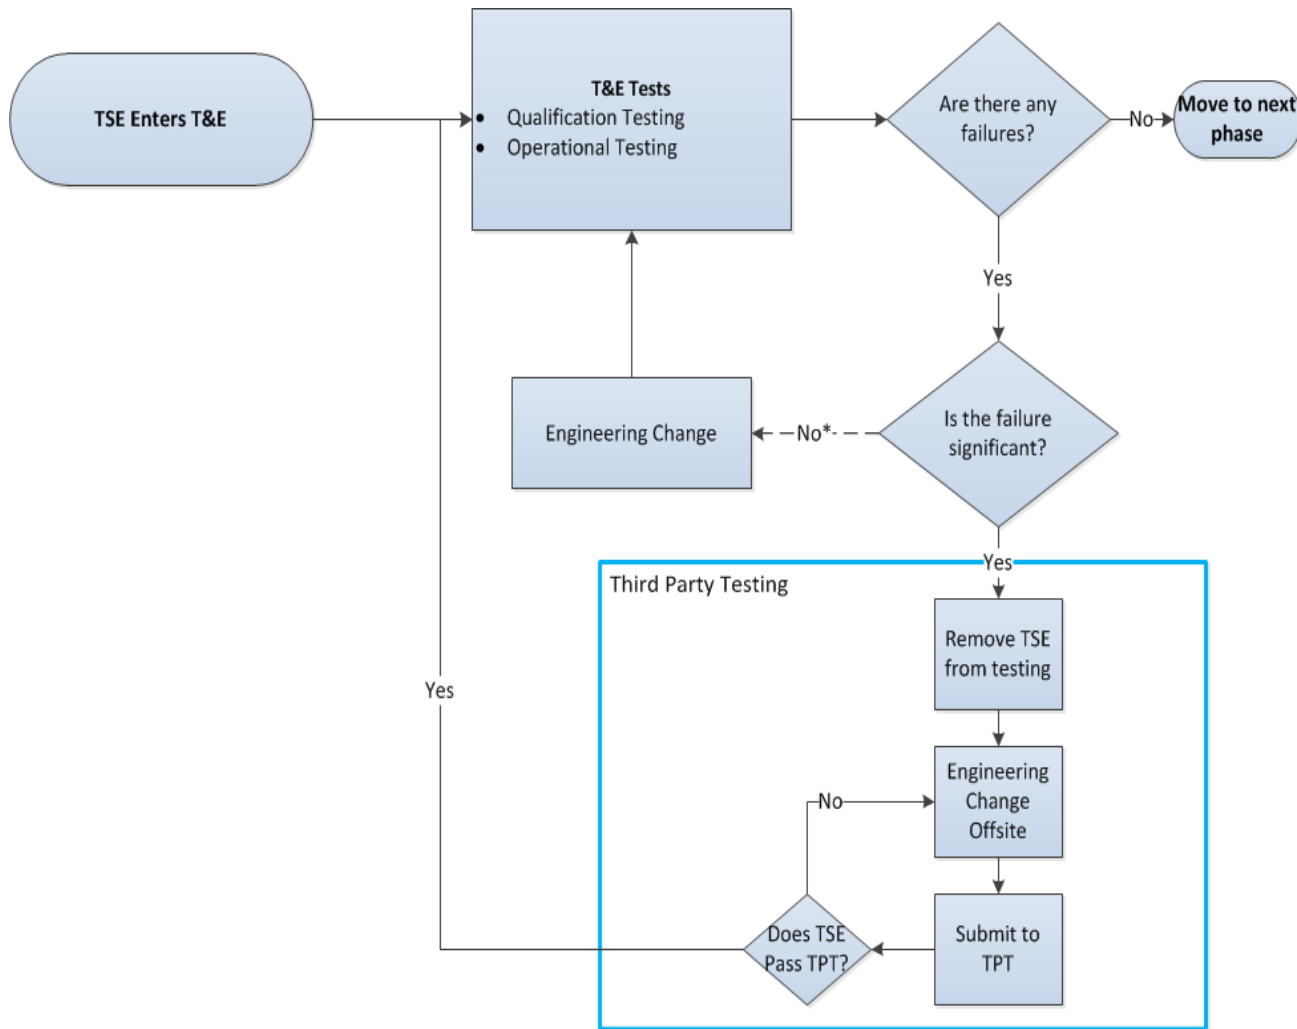 TSE Enters T&E
T&E Tests
• Qualification Testing
• Operational Testing
Are there any
failures?
No
Move to next
phase
Yes
Is the failure
significant?
No*
Engineering Change
Yes
Third Party Testing
Remove TSE
from testing
Engineering
Change
Offsite
Submit to
TPT
Does TSE
Pass TPT?
No
Yes